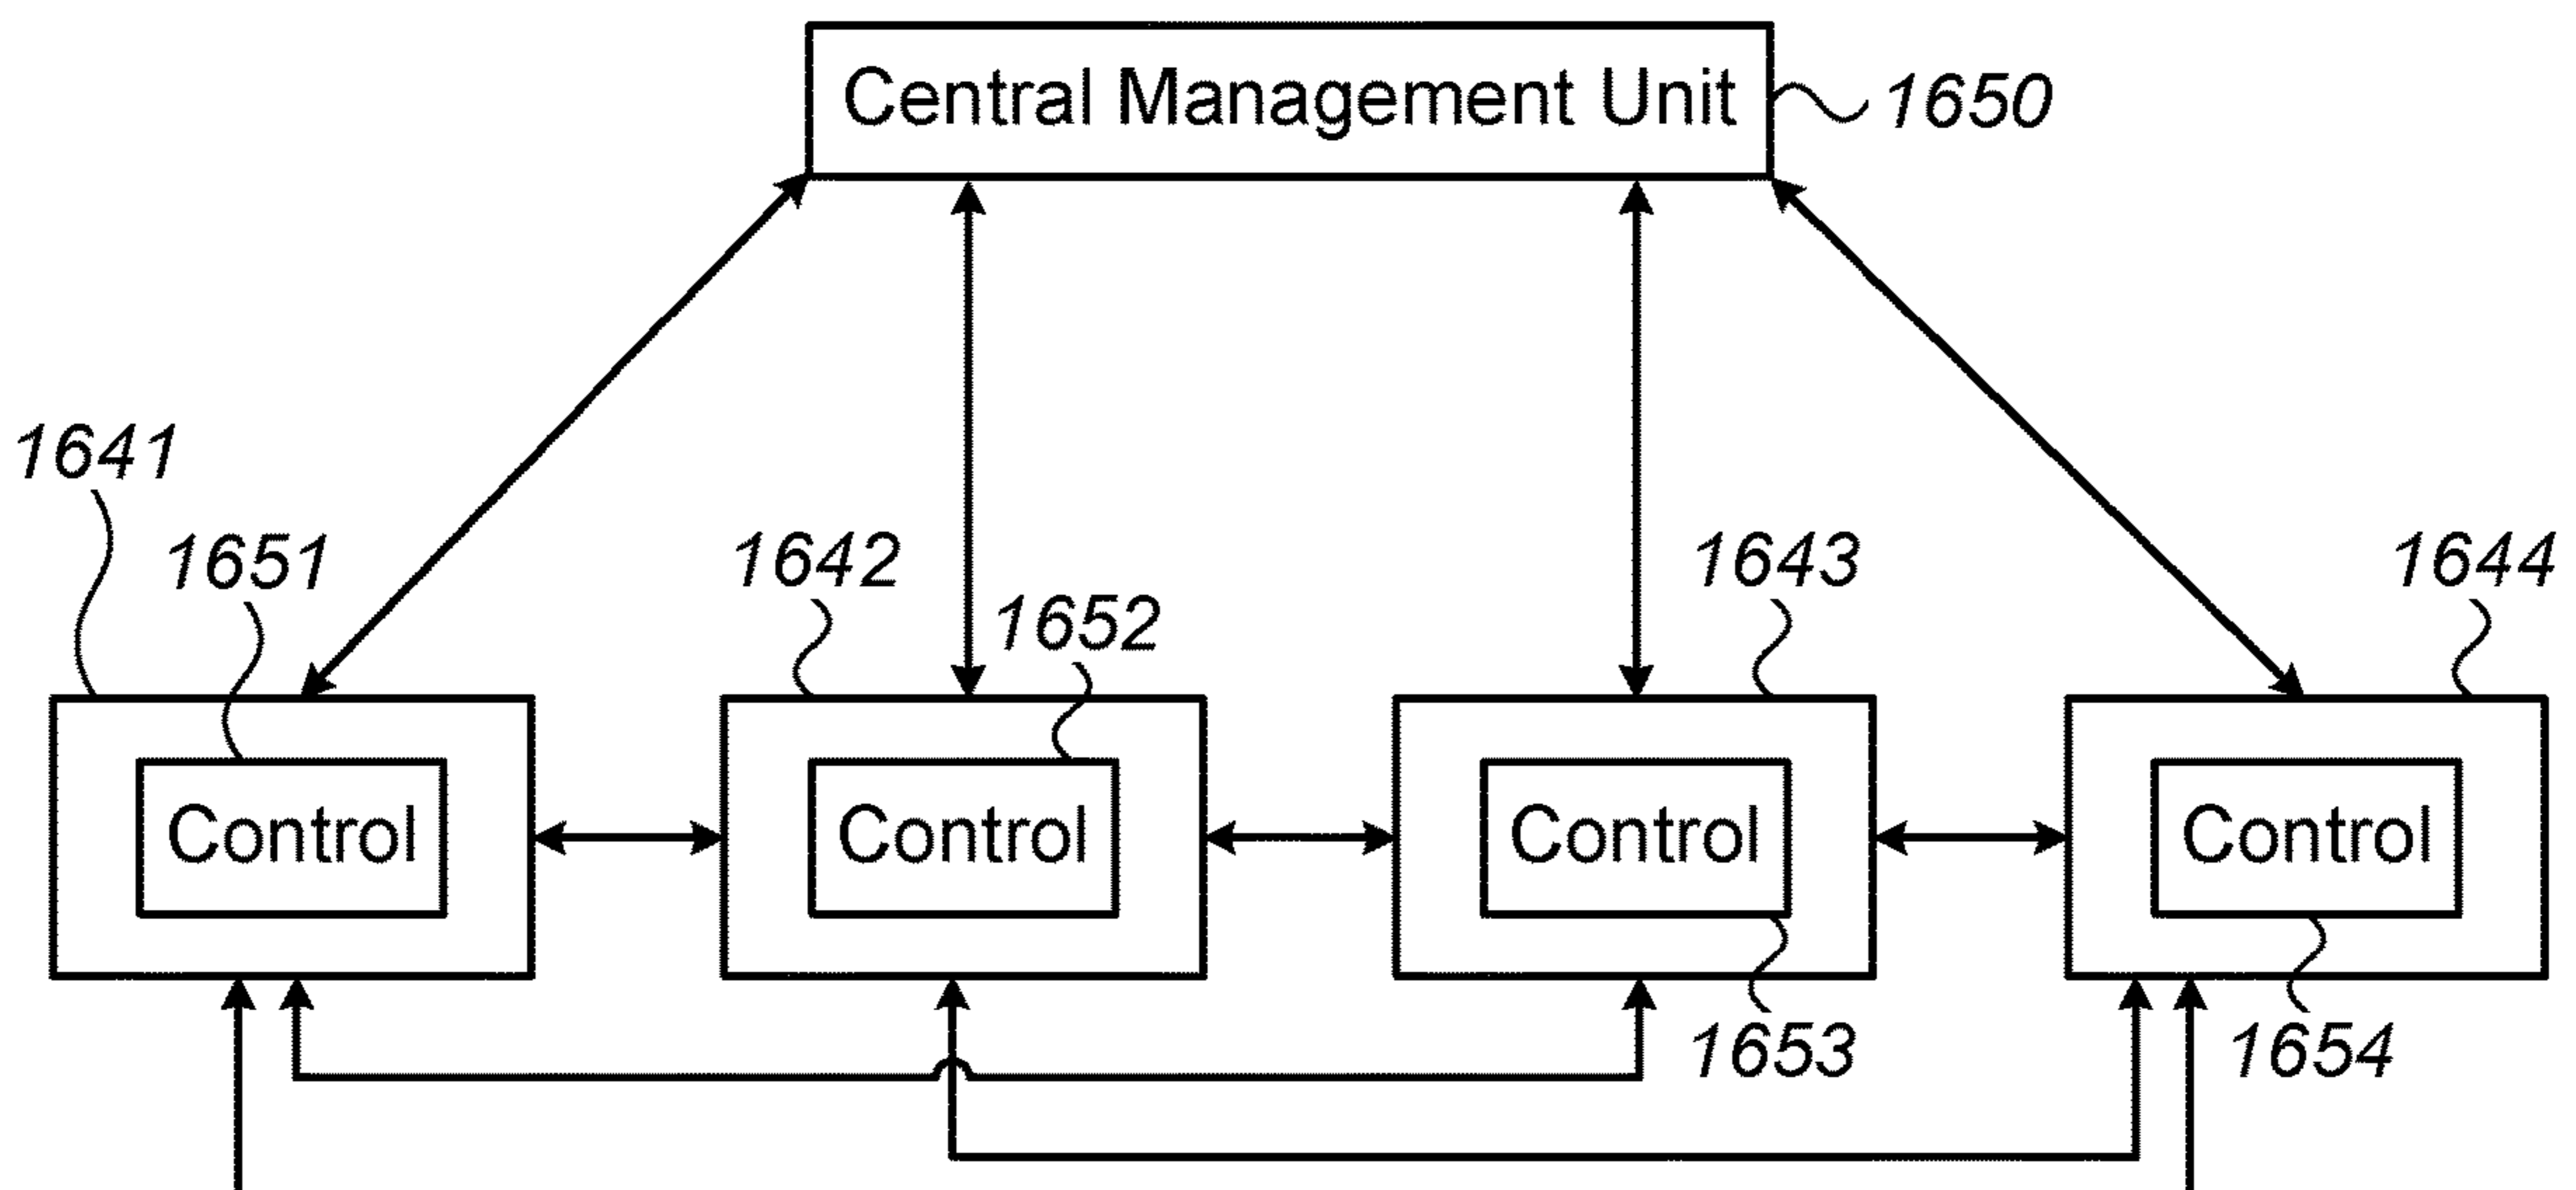 Central Management Unit 1650
1641
1651
1642
1652
1643
1644
Control
Control
Control
Control
1653
1654